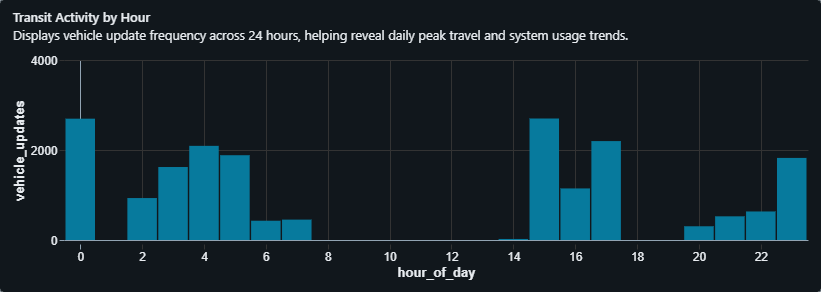 Transit Activity by Hour
Displays vehicle update frequency across 24 hours, helping reveal daily peak travel and system usage trends.
vehicle_updates
4000
2000
0
0 2 4 6 8 10 12 14 16 18 20 22
hour_of_day